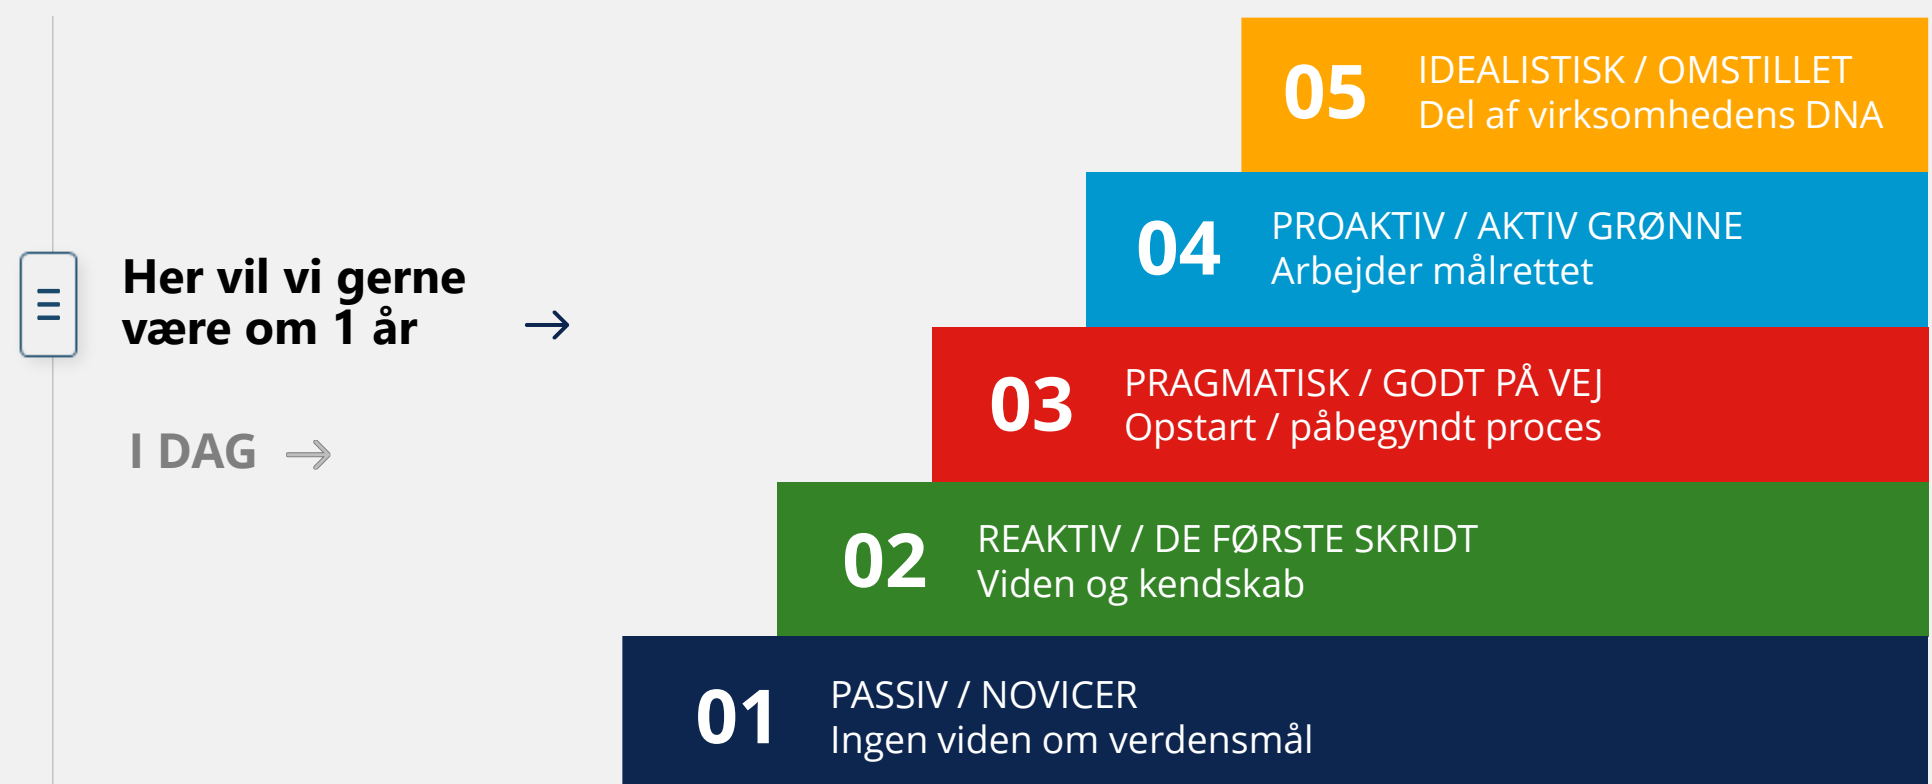 Her vil vi gerne
være om 1 år
I DAG
05
IDEALISTISK / OMSTILLET
Del af virksomhedens DNA
04
PROAKTIV / AKTIV GRØNNE
Arbejder målrettet
03
PRAGMATISK / GODT PÅ VEJ
Opstart / påbegyndt proces
02
REAKTIV / DE FØRSTE SKRIDT
Viden og kendskab
01
PASSIV / NOVICER
Ingen viden om verdensmål